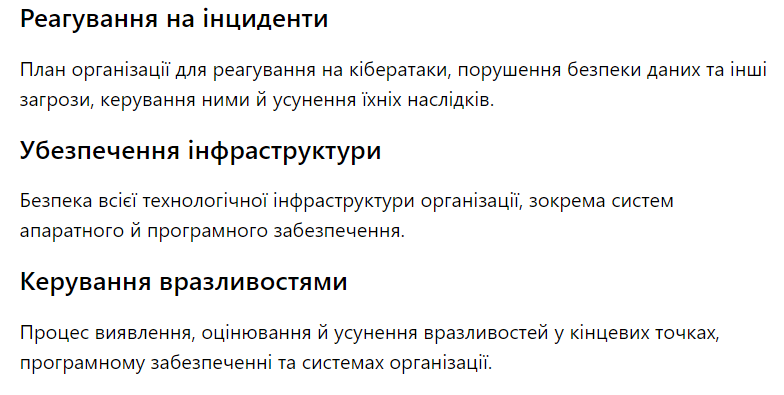 Реагування на інциденти
План організації для реагування на кібератаки, порушення безпеки даних та інші
загрози, керування ними й усунення їхніх наслідків.
Убезпечення інфраструктури
Безпека всієї технологічної інфраструктури організації, зокрема систем
апаратного й програмного забезпечення.
Керування вразливостями
Процес виявлення, оцінювання й усунення вразливостей у кінцевих точках,
програмному забезпеченні та системах організації.